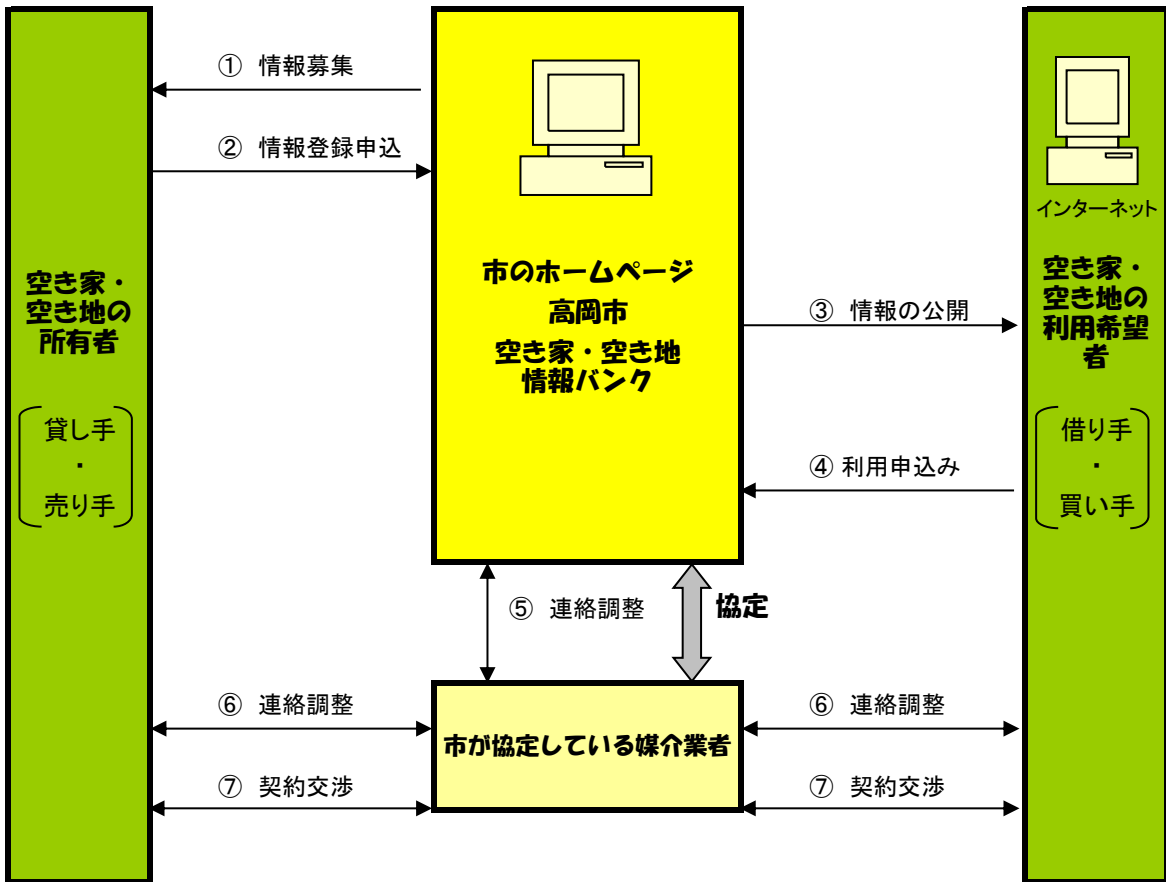 ① 情報募集
② 情報登録申込
空き家・
空き地の
所有者
貸し手
・
売り手
市のホームページ
高岡市
空き家・空き地
情報バンク
③ 情報の公開
④ 利用申込み
インターネット
空き家・
空き地の
利用希望
者
借り手
・
買い手
⑤ 連絡調整
協定
⑥ 連絡調整
⑦ 契約交渉
市が協定している媒介業者
⑥ 連絡調整
⑦ 契約交渉